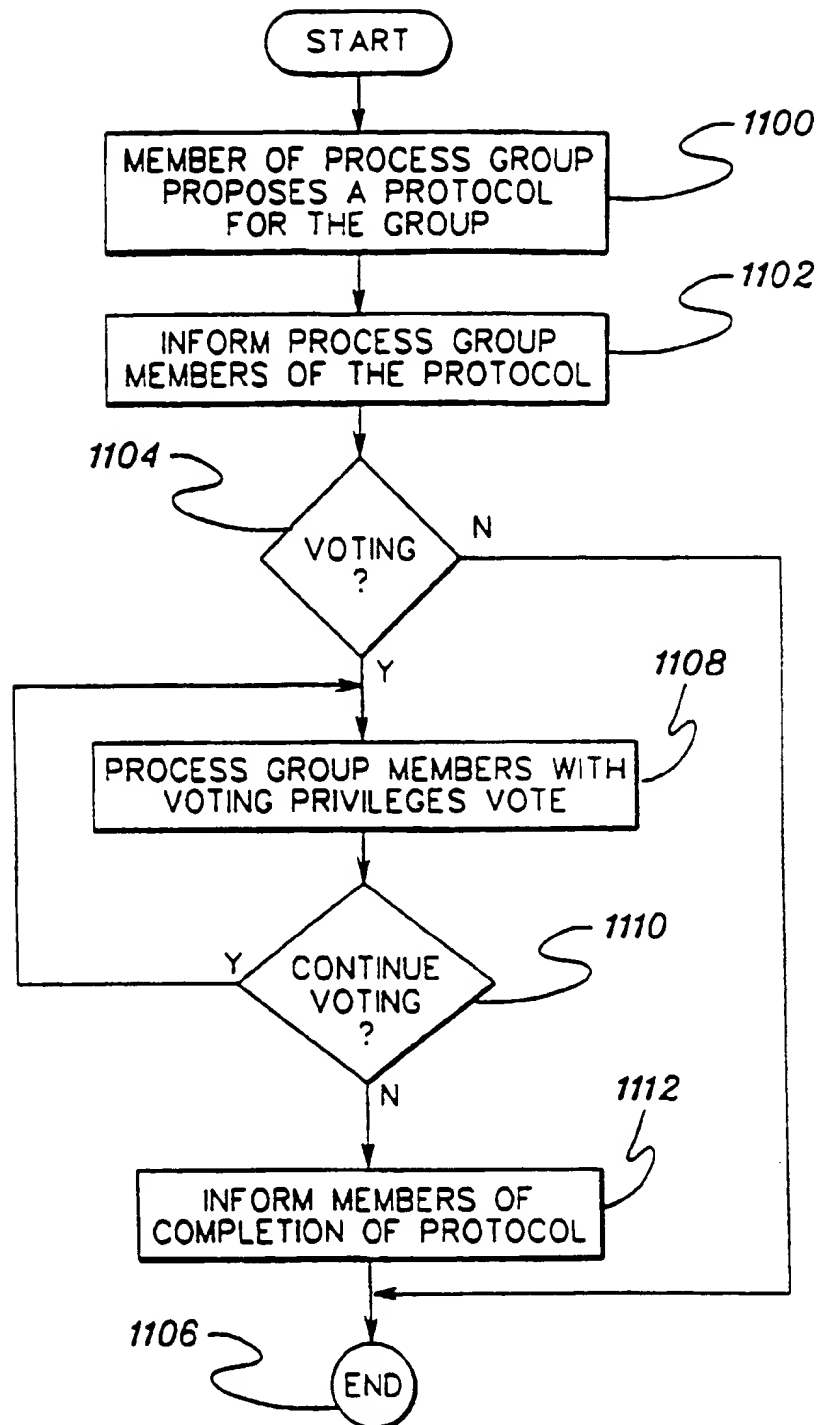 START
MEMBER OF PROCESS GROUP
PROPOSES A PROTOCOL
FOR THE GROUP
1100
INFORM PROCESS GROUP
MEMBERS OF THE PROTOCOL
1102
1104
VOTING
?
N
Y
1108
PROCESS GROUP MEMBERS WITH
VOTING PRIVILEGES VOTE
Y
CONTINUE
VOTING
?
1110
N
1112
INFORM MEMBERS OF
COMPLETION OF PROTOCOL
1106
END